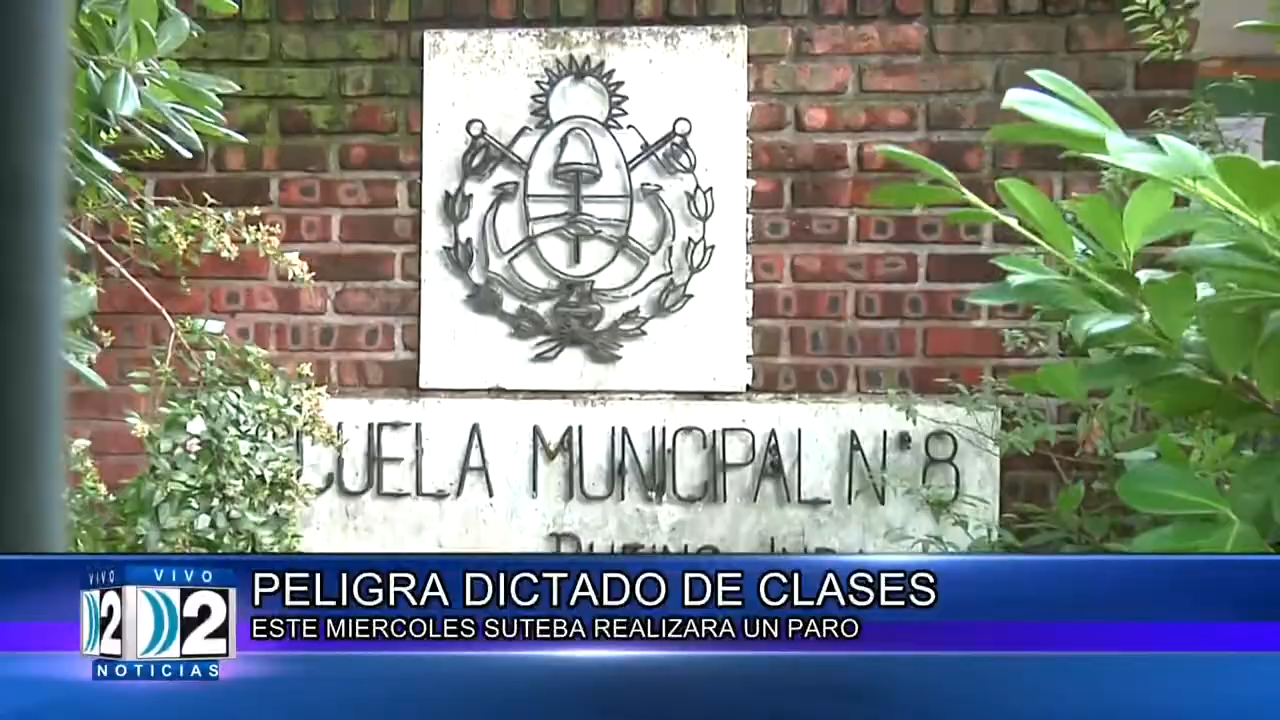 CUELA MUNICIPAL N°8
VIVO VIVO
2 2
NOTICIAS
PELIGRA DICTADO DE CLASES
ESTE MIERCOLES SUTEBA REALIZARA UN PARO